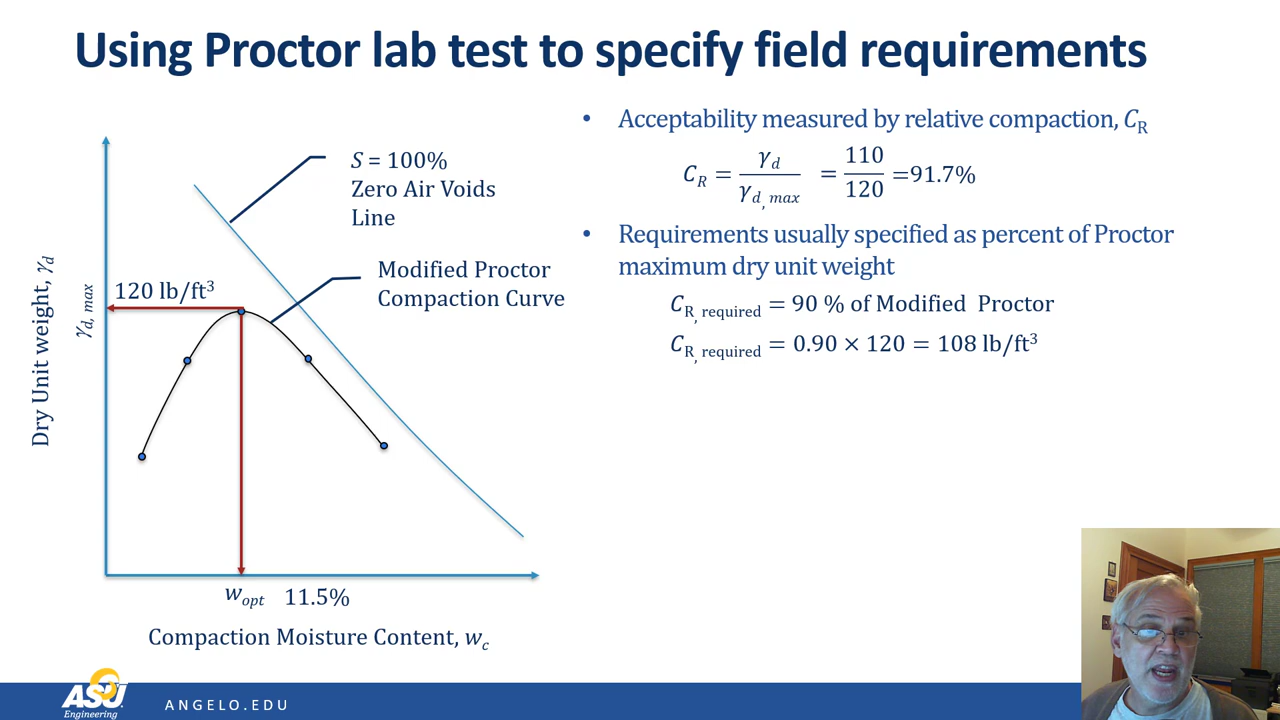 Using Proctor lab test to specify field requirements
S = 100%
Zero Air Voids
Line
Modified Proctor
Compaction Curve
120 lb/ft³
Dry Unit weight, γd
γd, max
wopt 11.5%
Compaction Moisture Content, wc
• Acceptability measured by relative compaction, CR
CR = γd / γd, max = 110 / 120 =91.7%
• Requirements usually specified as percent of Proctor
maximum dry unit weight
CR, required = 90 % of Modified Proctor
CR, required = 0.90 × 120 = 108 lb/ft³
ASU
Engineering
ANGELO.EDU